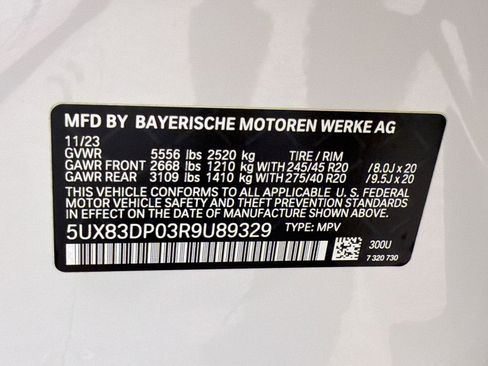 MFD BY BAYERISCHE MOTOREN WERKE AG
11/23
GVWR 5556 lbs 2520 kg TIRE / RIM
GAWR FRONT 2668 lbs 1210 kg WITH 245/45 R20 /8.0J x 20
GAWR REAR 3109 lbs 1410 kg WITH 275/40 R20 /9.5J x 20
THIS VEHICLE CONFORMS TO ALL APPLICABLE U. S. FEDERAL
MOTOR VEHICLE SAFETY, BUMPER, AND THEFT PREVENTION
STANDARDS IN EFFECT ON THE DATE OF MANUFACTURE SHOWN ABOVE.
5UX83DP03R9U89329 TYPE: MPV
300U
7 320 730